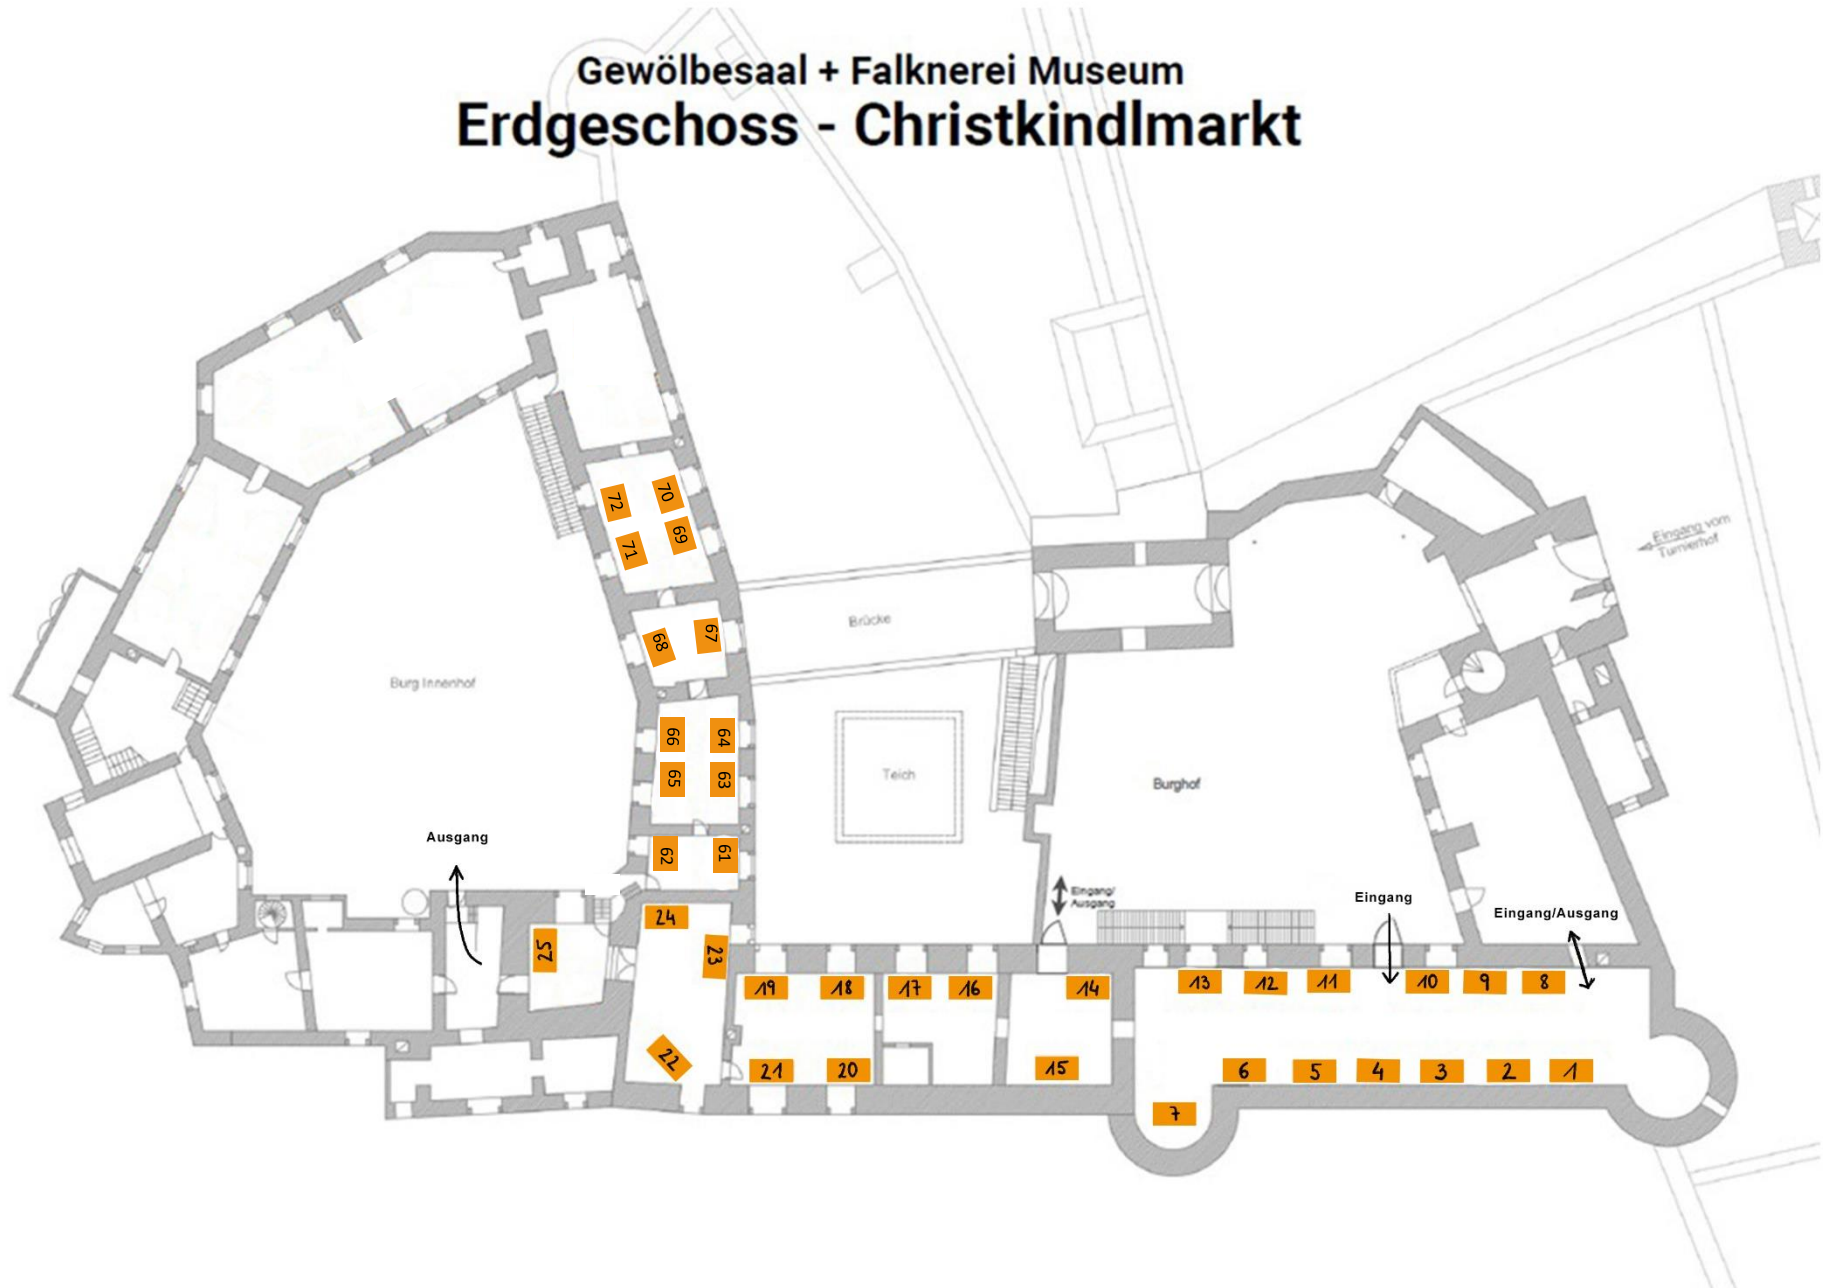 Gewölbesaal + Falknerei Museum
Erdgeschoss - Christkindlmarkt
Eingang vom
Turnierhof
72
70
71
69
68
67
Brücke
Burg Innenhof
66
64
65
63
Teich
Burghof
62
61
Ausgang
Eingang/
Ausgang
Eingang
Eingang/Ausgang
24
23
25
22
19
18
17
16
14
13
12
11
10
9
8
21
20
15
6
5
4
3
2
1
7